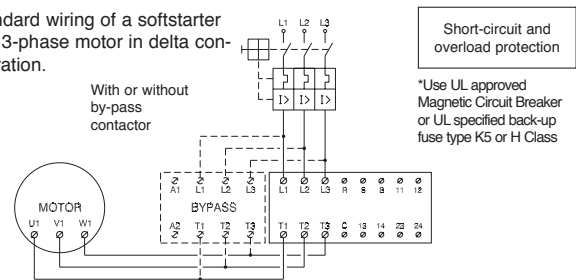 ndard wiring of a softstarter
3-phase motor in delta con-
ration.
With or without
by-pass
contactor
L1 L2 L3
I> I> I>
Short-circuit and
overload protection
*Use UL approved
Magnetic Circuit Breaker
or UL specified back-up
fuse type K5 or H Class
A1 L1 L2 L3
BYPASS
A2 T1 T2 T3
L1 L2 L3 R S B 11 12
T1 T2 T3 C 13 14 23 24
MOTOR
U1 V1 W1